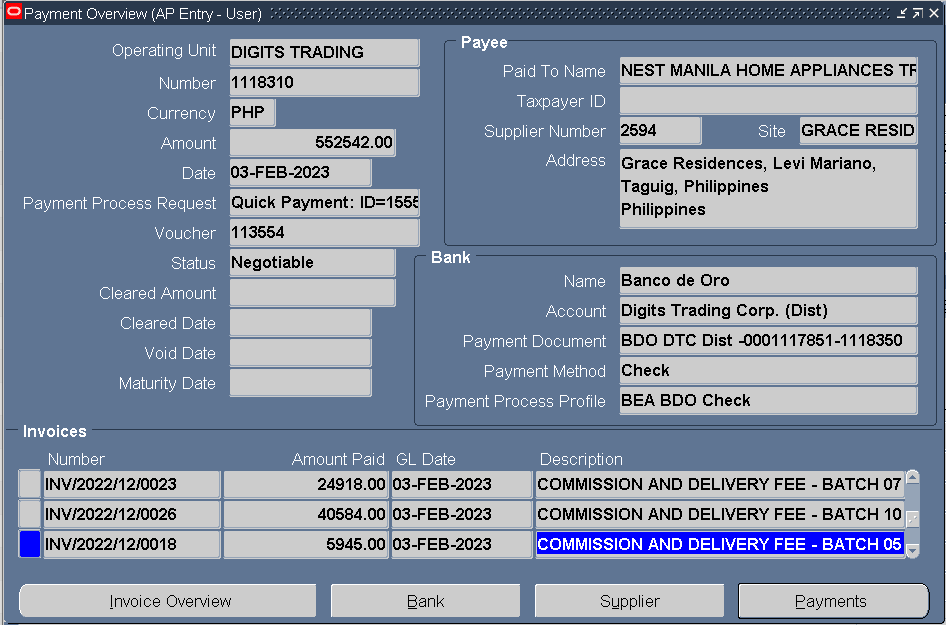 Payment Overview (AP Entry - User)
Operating Unit DIGITS TRADING
Number 1118310
Currency PHP
Amount 552542.00
Date 03-FEB-2023
Payment Process Request Quick Payment: ID=1555
Voucher 113554
Status Negotiable
Cleared Amount
Cleared Date
Void Date
Maturity Date
Payee
Paid To Name NEST MANILA HOME APPLIANCES TR
Taxpayer ID
Supplier Number 2594 Site GRACE RESID
Address Grace Residences, Levi Mariano,
Taguig, Philippines
Philippines
Bank
Name Banco de Oro
Account Digits Trading Corp. (Dist)
Payment Document BDO DTC Dist -0001117851-1118350
Payment Method Check
Payment Process Profile BEA BDO Check
Invoices
Number Amount Paid GL Date Description
INV/2022/12/0023 24918.00 03-FEB-2023 COMMISSION AND DELIVERY FEE - BATCH 07
INV/2022/12/0026 40584.00 03-FEB-2023 COMMISSION AND DELIVERY FEE - BATCH 10
INV/2022/12/0018 5945.00 03-FEB-2023 COMMISSION AND DELIVERY FEE - BATCH 05
Invoice Overview Bank Supplier Payments